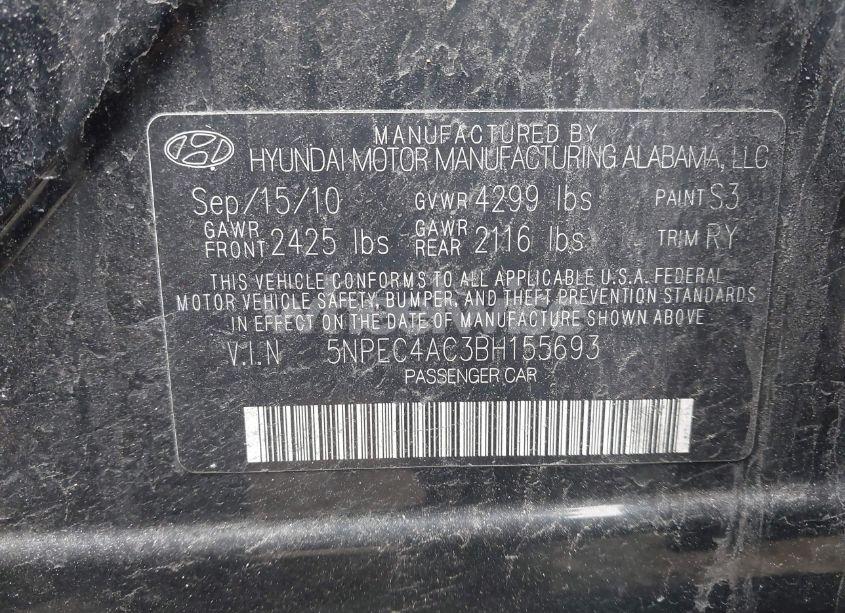 MANUFACTURED BY
HYUNDAI MOTOR MANUFACTURING ALABAMA, LLC
Sep/15/10 GVWR 4299 lbs PAINT S3
GAWR FRONT 2425 lbs GAWR REAR 2116 lbs TRIM RY
THIS VEHICLE CONFORMS TO ALL APPLICABLE U.S.A. FEDERAL
MOTOR VEHICLE SAFETY, BUMPER, AND THEFT PREVENTION STANDARDS
IN EFFECT ON THE DATE OF MANUFACTURE SHOWN ABOVE.
V.I.N 5NPEC4AC3BH155693
PASSENGER CAR